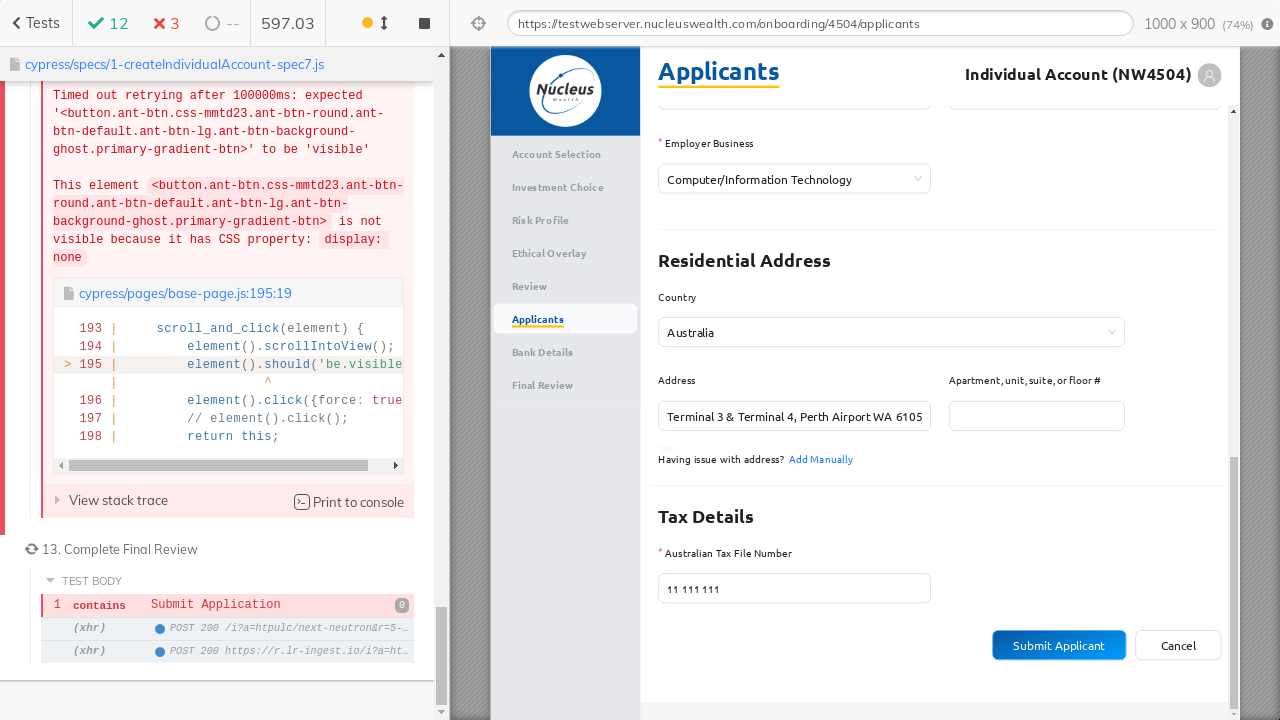 Tests
12
3
--
597.03
https://testwebserver.nucleuswealth.com/onboarding/4504/applicants
1000 x 900 (74%)
cypress/specs/1-createIndividualAccount-spec7.js
Timed out retrying after 100000ms: expected
'<button.ant-btn.css-mmtd23.ant-btn-round.ant-
btn-default.ant-btn-lg.ant-btn-background-
ghost.primary-gradient-btn>' to be 'visible'
This element <button.ant-btn.css-mmtd23.ant-btn-
round.ant-btn-default.ant-btn-lg.ant-btn-
background-ghost.primary-gradient-btn> is not
visible because it has CSS property: display:
none
cypress/pages/base-page.js:195:19
193 | scroll_and_click(element) {
194 | element().scrollIntoView();
> 195 | element().should('be.visible
| ^
196 | element().click({force: true
197 | // element().click();
198 | return this;
View stack trace
Print to console
13. Complete Final Review
TEST BODY
1 contains Submit Application 0
(xhr) POST 200 /i?a=htpulc/next-neutron&r=5-…
(xhr) POST 200 https://r.lr-ingest.io/i?a=ht…
Nucleus
Wealth
Applicants
Individual Account (NW4504)
Account Selection
Investment Choice
Risk Profile
Ethical Overlay
Review
Applicants
Bank Details
Final Review
* Employer Business
Computer/Information Technology
Residential Address
Country
Australia
Address
Apartment, unit, suite, or floor #
Terminal 3 & Terminal 4, Perth Airport WA 6105
Having issue with address? Add Manually
Tax Details
* Australian Tax File Number
11 111 111
Submit Applicant
Cancel